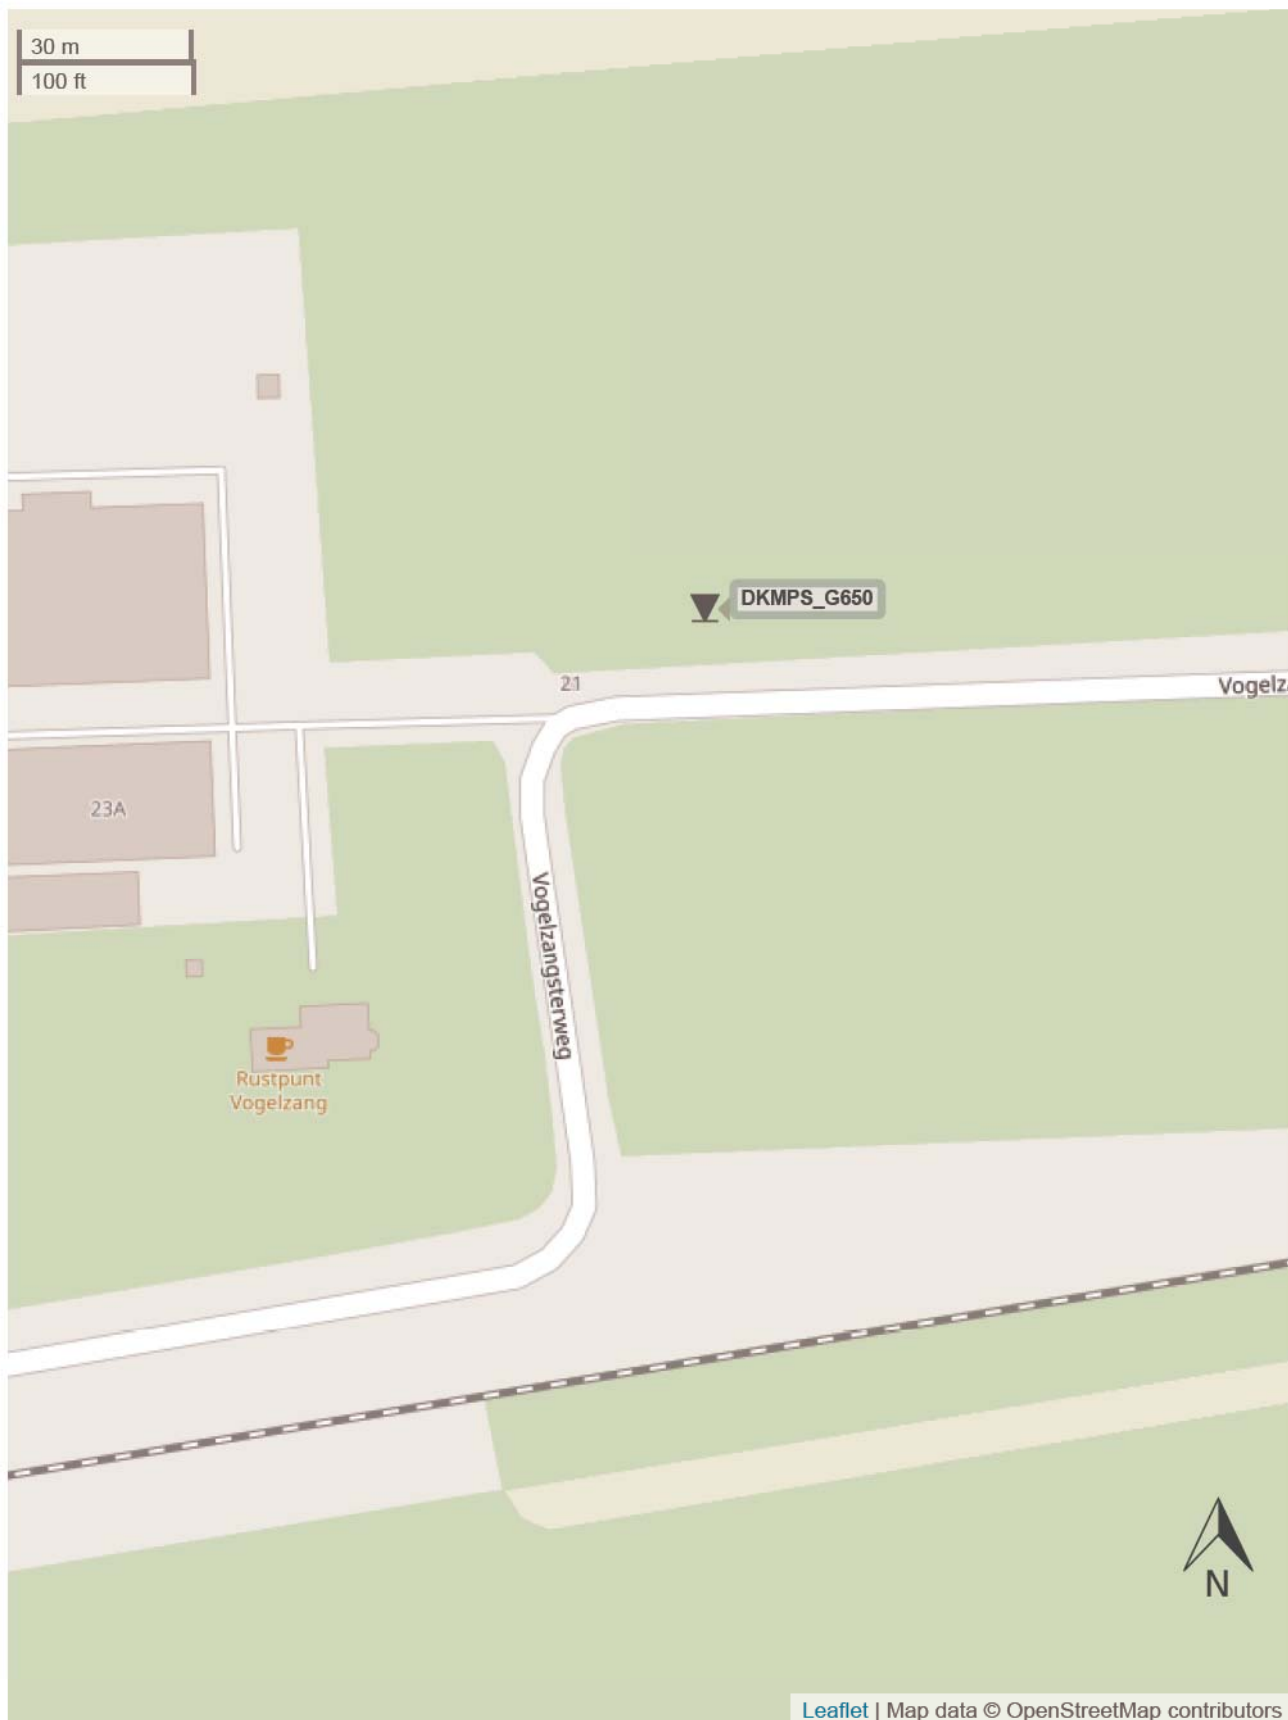 30 m
100 ft
DKMPS_G650
21
Vogelz
23A
Vogelzangsterweg
Rustpunt
Vogelzang
N
Leaflet | Map data © OpenStreetMap contributors